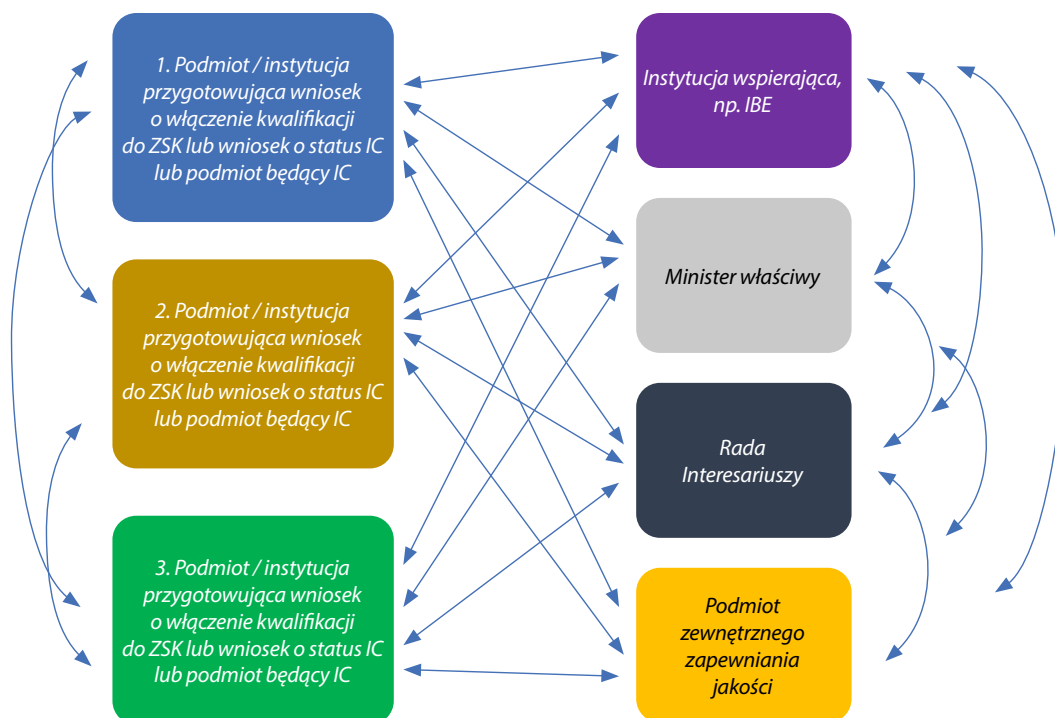 1. Podmiot / instytucja
przygotowująca wniosek
o włączenie kwalifikacji
do ZSK lub wniosek o status IC
lub podmiot będący IC
2. Podmiot / instytucja
przygotowująca wniosek
o włączenie kwalifikacji
do ZSK lub wniosek o status IC
lub podmiot będący IC
3. Podmiot / instytucja
przygotowująca wniosek
o włączenie kwalifikacji
do ZSK lub wniosek o status IC
lub podmiot będący IC
Instytucja wspierająca,
np. IBE
Minister właściwy
Rada
Interesariuszy
Podmiot
zewnętrznego
zapewniania
jakości